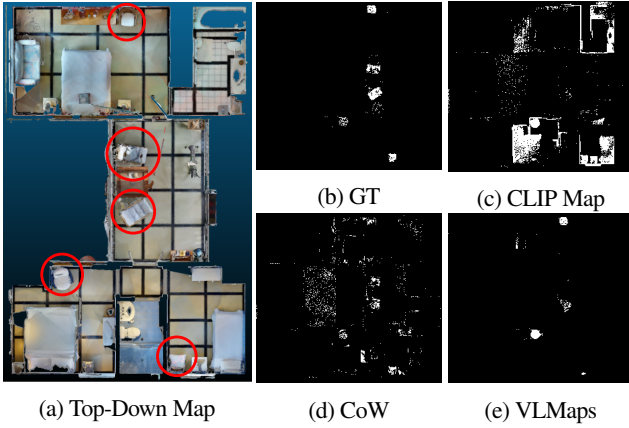 (b) GT
(c) CLIP Map
(a) Top-Down Map
(d) CoW
(e) VLMaps